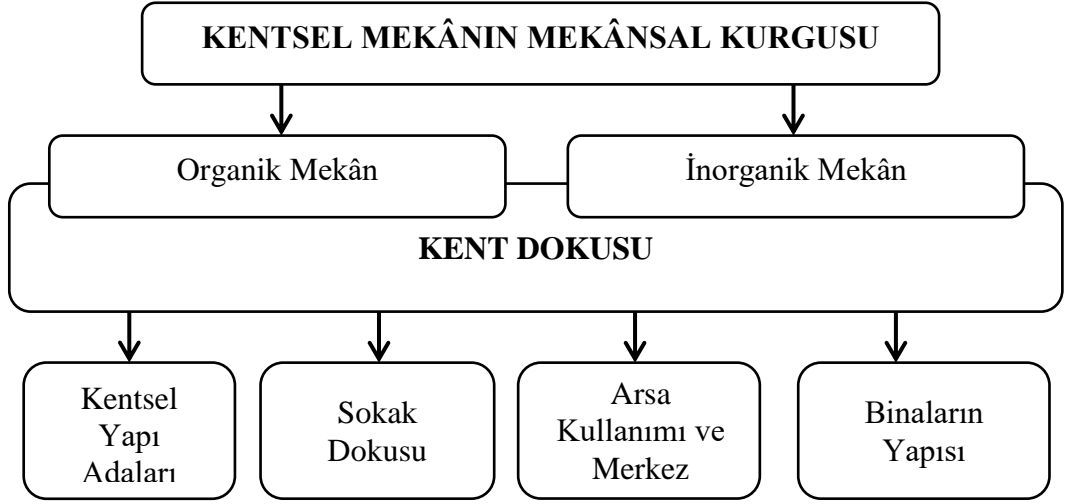 KENTSEL MEKÂNIN MEKÂNSAL KURGUSU
Organik Mekân
İnorganik Mekân
KENT DOKUSU
Kentsel
Yapı
Adaları
Sokak
Dokusu
Arsa
Kullanımı ve
Merkez
Binaların
Yapısı